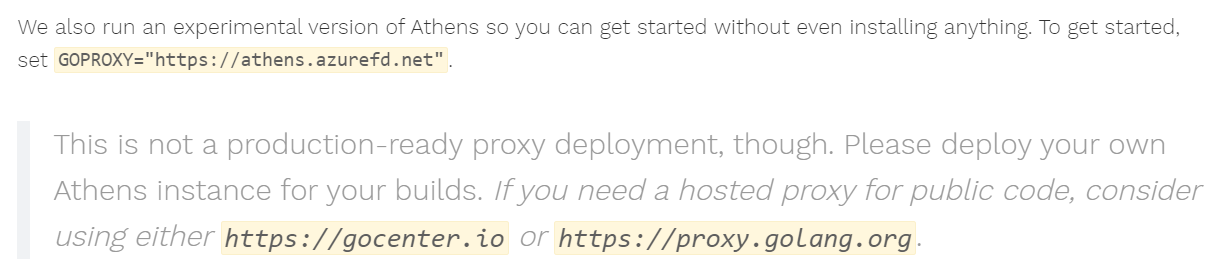 We also run an experimental version of Athens so you can get started without even installing anything. To get started,
set GOPROXY="https://athens.azurefd.net".
This is not a production-ready proxy deployment, though. Please deploy your own
Athens instance for your builds. If you need a hosted proxy for public code, consider
using either https://gocenter.io or https://proxy.golang.org.